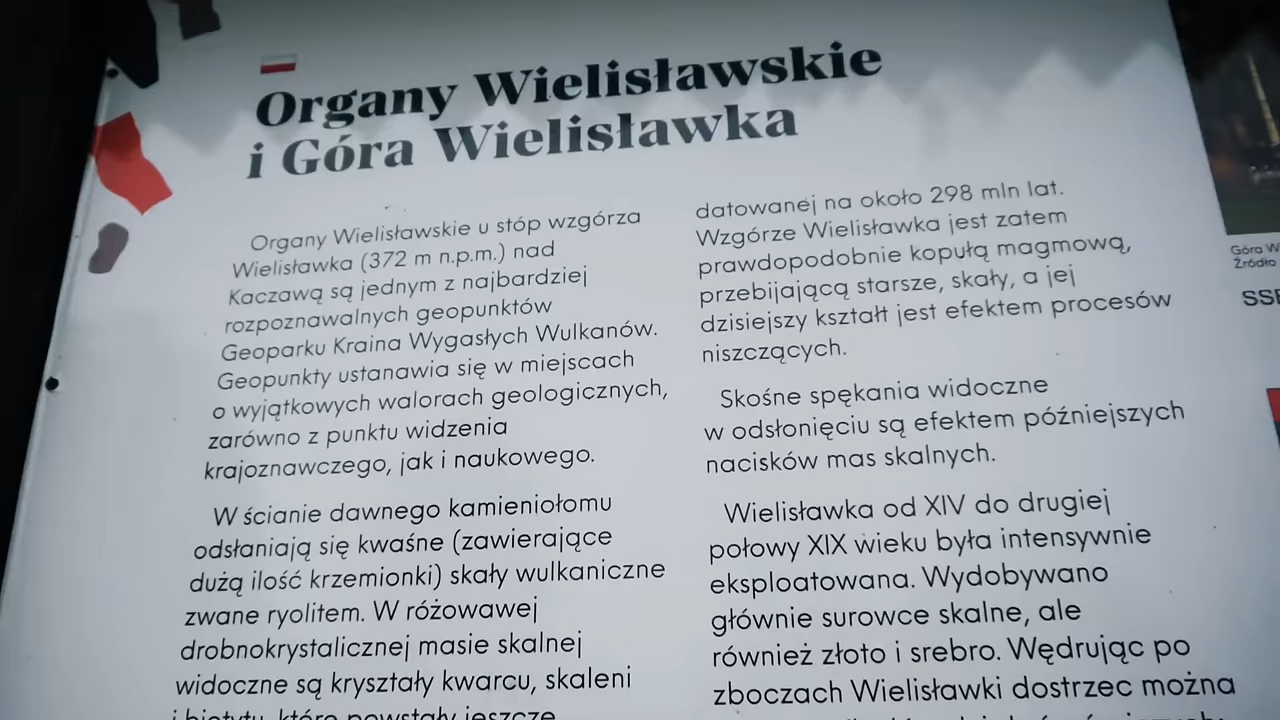 Organy Wielisławskie
i Góra Wielisławka
Organy Wielisławskie u stóp wzgórza
Wielisławka (372 m n.p.m.) nad
Kaczawą są jednym z najbardziej
rozpoznawalnych geopunktów
Geoparku Kraina Wygasłych Wulkanów.
Geopunkty ustanawia się w miejscach
o wyjątkowych walorach geologicznych,
zarówno z punktu widzenia
krajoznawczego, jak i naukowego.
W ścianie dawnego kamieniołomu
odsłaniają się kwaśne (zawierające
dużą ilość krzemionki) skały wulkaniczne
zwane ryolitem. W różowawej
drobnokrystalicznej masie skalnej
widoczne są kryształy kwarcu, skaleni
i biotytu, które powstały jeszcze
datowanej na około 298 mln lat.
Wzgórze Wielisławka jest zatem
prawdopodobnie kopułą magmową,
przebijającą starsze, skały, a jej
dzisiejszy kształt jest efektem procesów
niszczących.
Skośne spękania widoczne
w odsłonięciu są efektem późniejszych
nacisków mas skalnych.
Wielisławka od XIV do drugiej
połowy XIX wieku była intensywnie
eksploatowana. Wydobywano
głównie surowce skalne, ale
również złoto i srebro. Wędrując po
zboczach Wielisławki dostrzec można
Góra W
Źródło